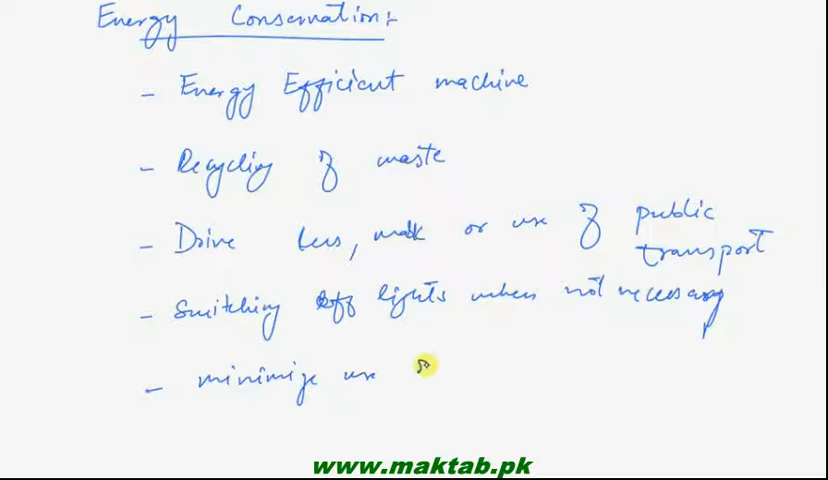 Energy Conservation:-
- Energy Efficient machine
- Recycling of waste
- Drive less, walk or use of public transport
- Switching off lights when not necessary
- minimize use
www.maktab.pk